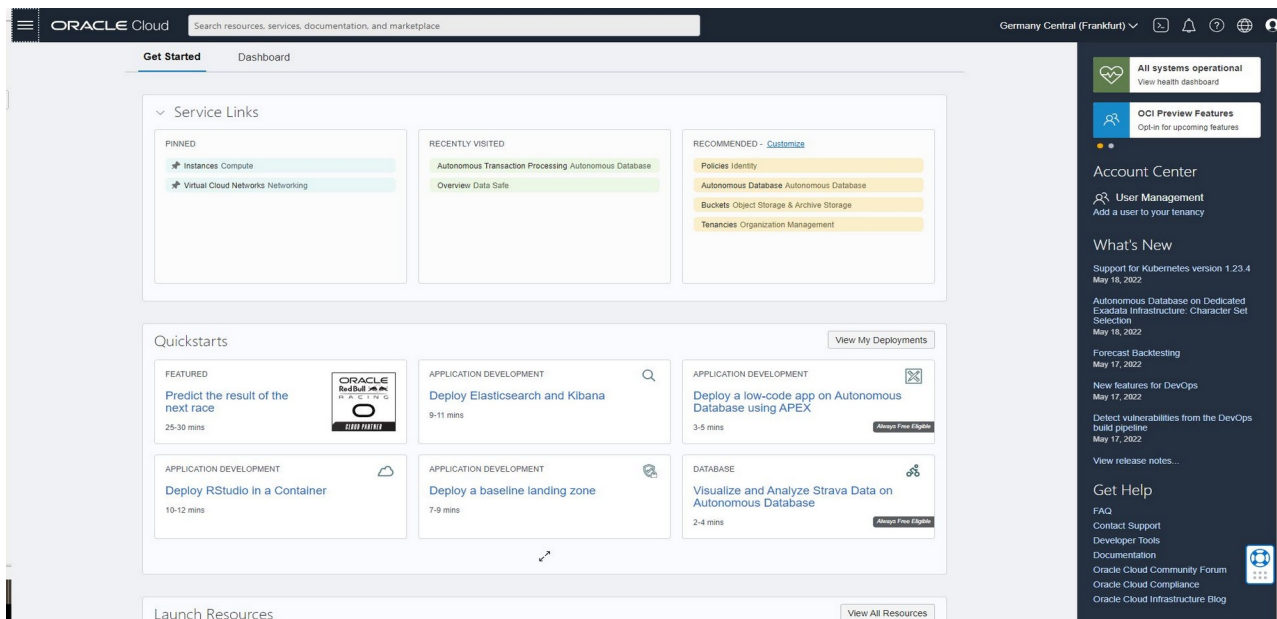 ORACLE Cloud
Search resources, services, documentation, and marketplace
Germany Central (Frankfurt)
Get Started
Dashboard
Service Links
PINNED
Instances Compute
Virtual Cloud Networks Networking
RECENTLY VISITED
Autonomous Transaction Processing Autonomous Database
Overview Data Safe
RECOMMENDED - Customize
Policies Identity
Autonomous Database Autonomous Database
Buckets Object Storage & Archive Storage
Tenancies Organization Management
Quickstarts
View My Deployments
FEATURED
Predict the result of the
next race
25-30 mins
ORACLE
Red Bull
RACING
CLOUD PARTNER
APPLICATION DEVELOPMENT
Deploy Elasticsearch and Kibana
9-11 mins
APPLICATION DEVELOPMENT
Deploy a low-code app on Autonomous
Database using APEX
3-5 mins
Always Free Eligible
APPLICATION DEVELOPMENT
Deploy RStudio in a Container
10-12 mins
APPLICATION DEVELOPMENT
Deploy a baseline landing zone
7-9 mins
DATABASE
Visualize and Analyze Strava Data on
Autonomous Database
2-4 mins
Always Free Eligible
Launch Resources
View All Resources
All systems operational
View health dashboard
OCI Preview Features
Opt-in for upcoming features
Account Center
User Management
Add a user to your tenancy
What's New
Support for Kubernetes version 1.23.4
May 18, 2022
Autonomous Database on Dedicated
Exadata Infrastructure: Character Set
Selection
May 18, 2022
Forecast Backtesting
May 17, 2022
New features for DevOps
May 17, 2022
Detect vulnerabilities from the DevOps
build pipeline
May 17, 2022
View release notes...
Get Help
FAQ
Contact Support
Developer Tools
Documentation
Oracle Cloud Community Forum
Oracle Cloud Compliance
Oracle Cloud Infrastructure Blog